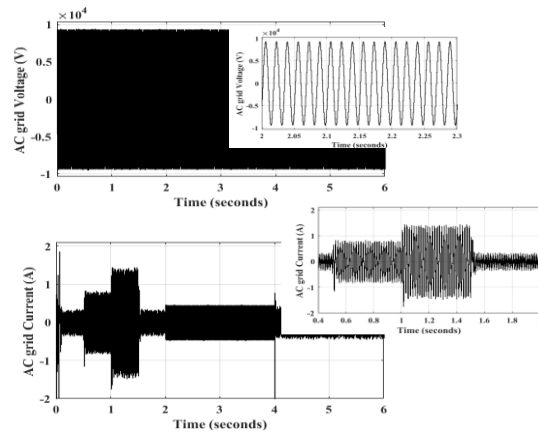 ×10⁴
1
0.5
0
-0.5
-1
AC grid Voltage (V)
0 1 2 3 4 5 6
Time (seconds)
×10⁴
1
0.5
0
-0.5
-1
AC grid Voltage (V)
2 2.05 2.1 2.15 2.2 2.25 2.3
Time (seconds)
2
1
0
-1
-2
AC grid Current (A)
0 1 2 3 4 5 6
Time (seconds)
2
1
0
-1
-2
AC grid Current (A)
0.4 0.6 0.8 1 1.2 1.4 1.6 1.8
Time (seconds)